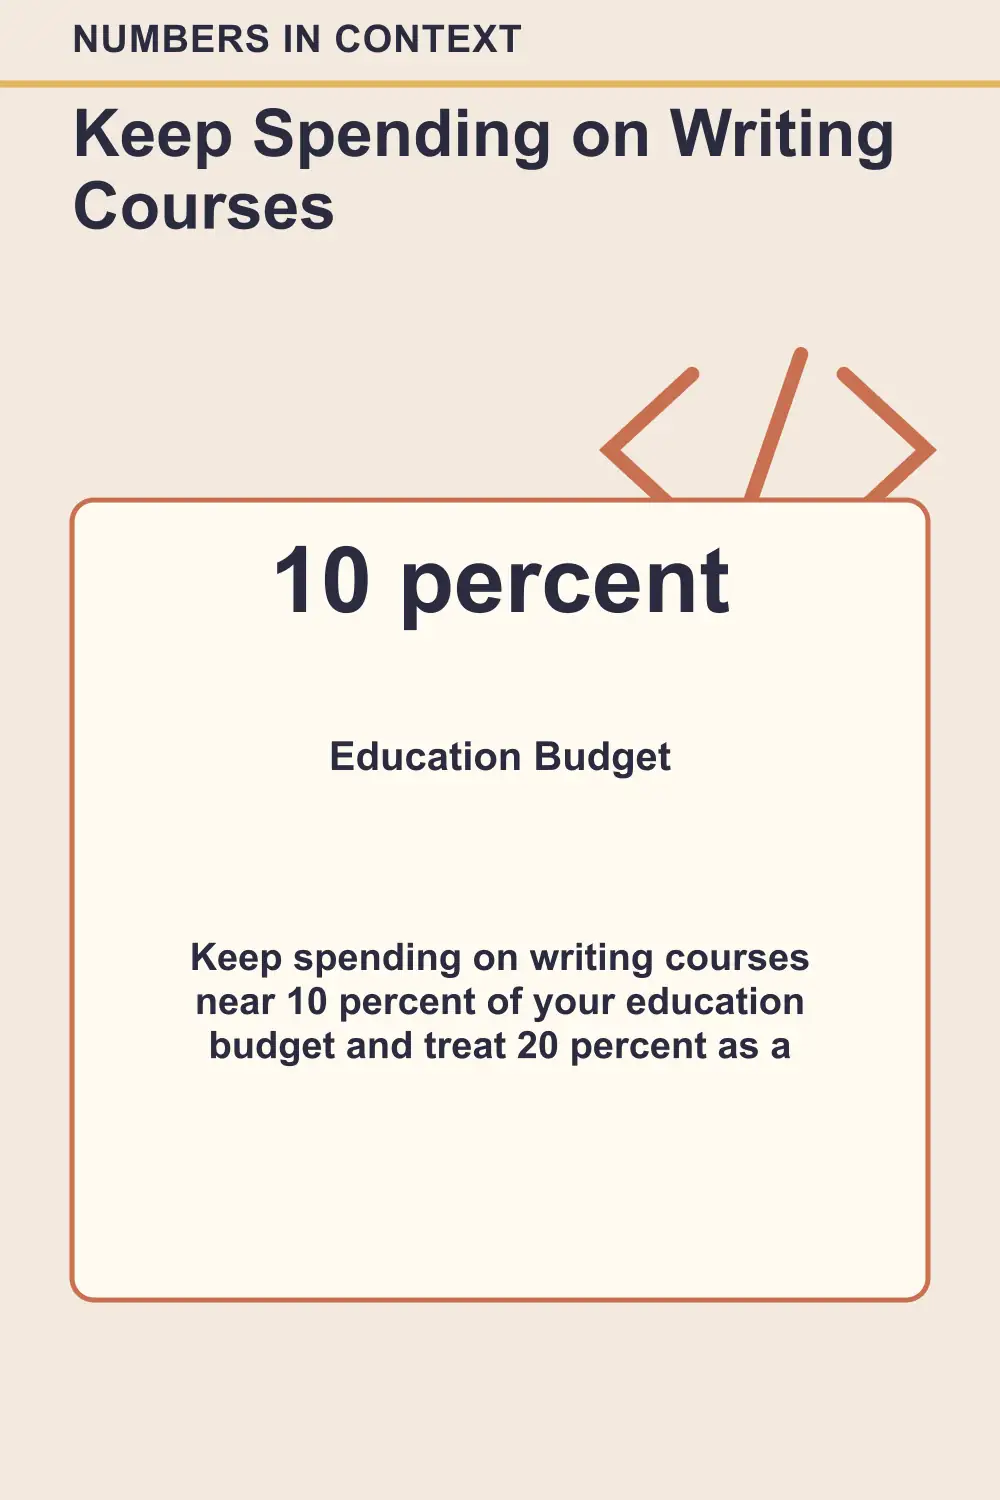 NUMBERS IN CONTEXT
Keep Spending on Writing
Courses
10 percent
Education Budget
Keep spending on writing courses
near 10 percent of your education
budget and treat 20 percent as a